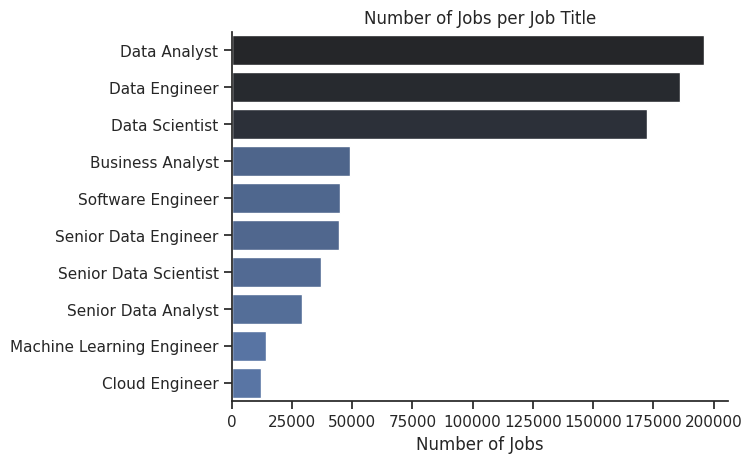 Number of Jobs per Job Title
Data Analyst
Data Engineer
Data Scientist
Business Analyst
Software Engineer
Senior Data Engineer
Senior Data Scientist
Senior Data Analyst
Machine Learning Engineer
Cloud Engineer
0 25000 50000 75000 100000 125000 150000 175000 200000
Number of Jobs